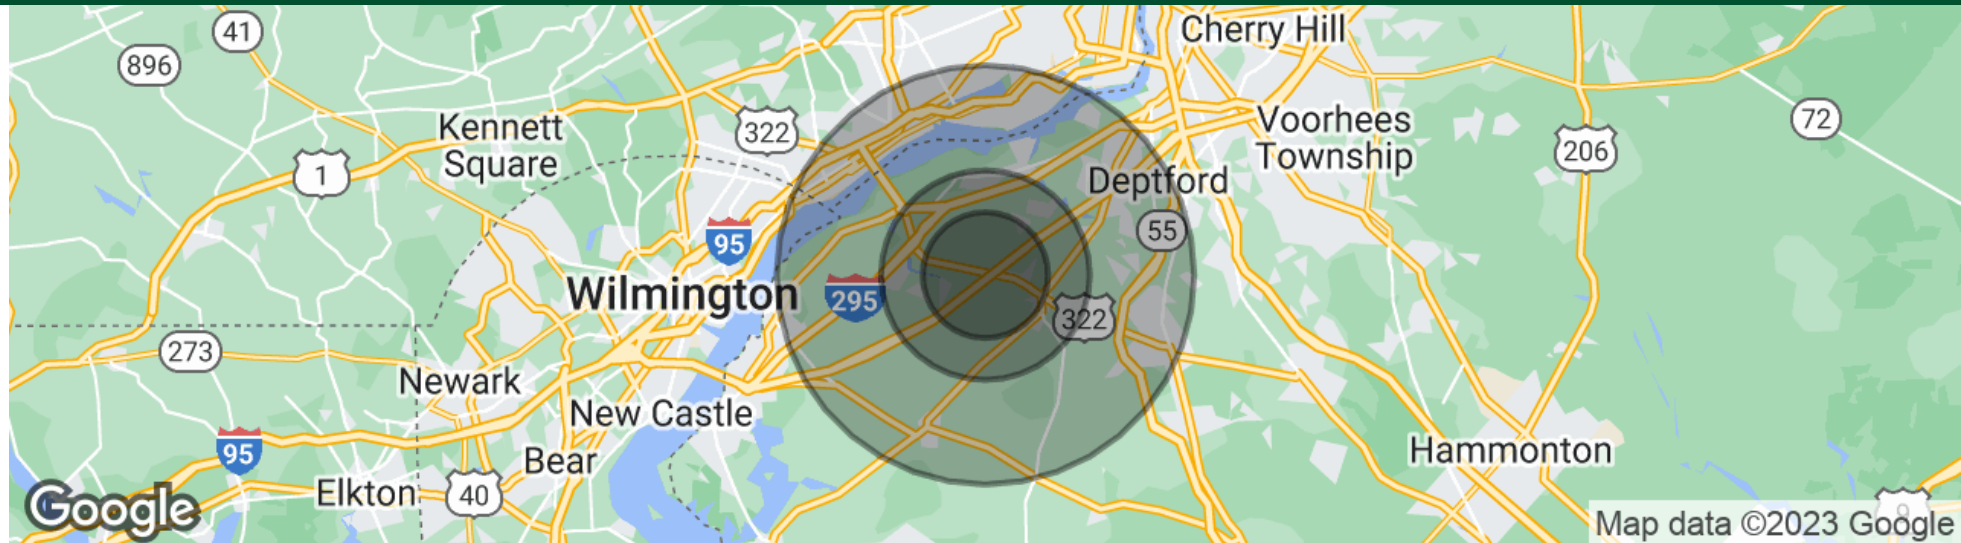 41
Cherry Hill
896
72
Kennett
Square
322
Voorhees
Township
206
1
Deptford
55
95
Wilmington
295
322
273
Newark
New Castle
95
Bear
Hammonton
Elkton
40
Google
9
Map data ©2023 Google